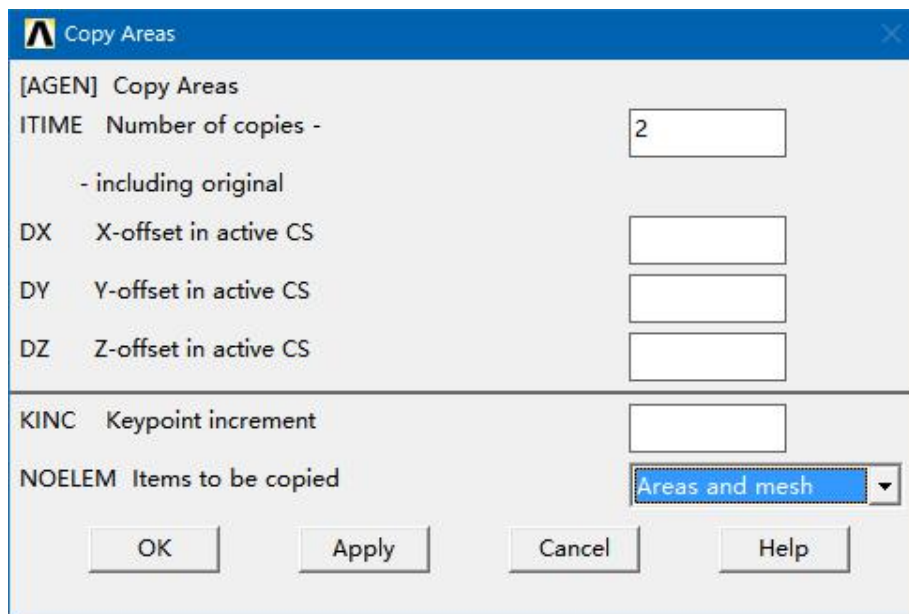 Copy Areas
[AGEN] Copy Areas
ITIME Number of copies - 2
- including original
DX X-offset in active CS
DY Y-offset in active CS
DZ Z-offset in active CS
KINC Keypoint increment
NOELEM Items to be copied Areas and mesh
OK Apply Cancel Help